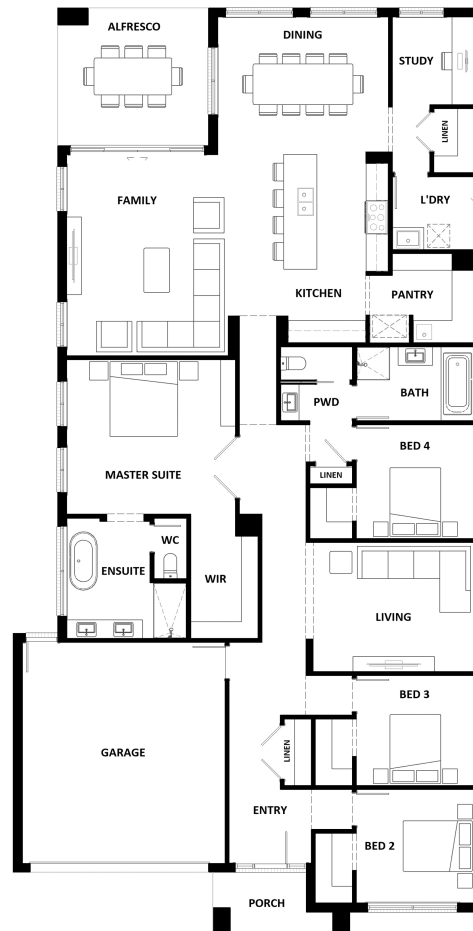 ALFRESCO
DINING
STUDY
LINEN
FAMILY
L'DRY
KITCHEN
PANTRY
PWD
BATH
BED 4
MASTER SUITE
LINEN
WC
ENSUITE
WIR
LIVING
BED 3
GARAGE
LINEN
ENTRY
BED 2
PORCH